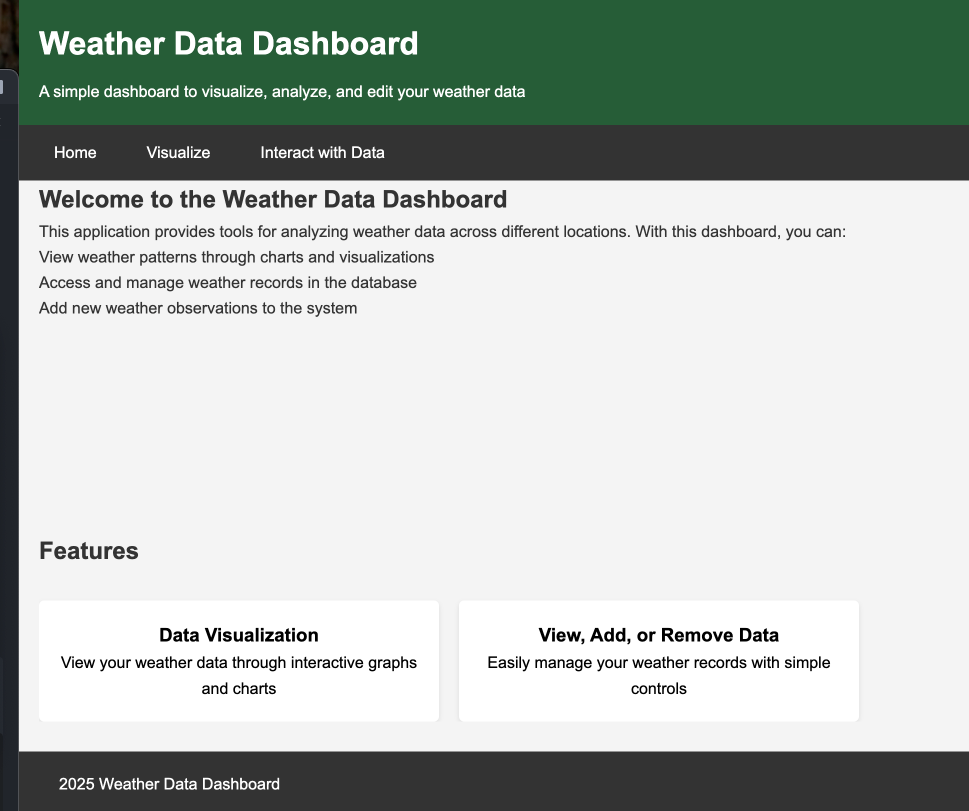 Weather Data Dashboard
A simple dashboard to visualize, analyze, and edit your weather data
Home Visualize Interact with Data
Welcome to the Weather Data Dashboard
This application provides tools for analyzing weather data across different locations. With this dashboard, you can:
View weather patterns through charts and visualizations
Access and manage weather records in the database
Add new weather observations to the system
Features
Data Visualization
View your weather data through interactive graphs
and charts
View, Add, or Remove Data
Easily manage your weather records with simple
controls
2025 Weather Data Dashboard